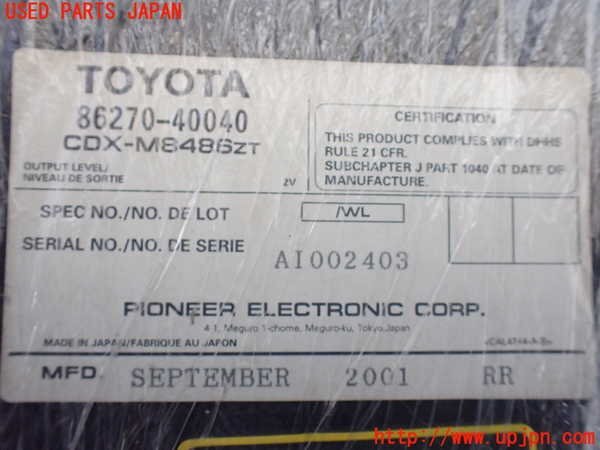 USED PARTS JAPAN
TOYOTA
86270-40040
CDX-M8486ZT
OUTPUT LEVEL/
NIVEAU DE SORTIE
2V
CERTIFICATION
THIS PRODUCT COMPLIES WITH DHHS
RULE 21 CFR.
SUBCHAPTER J PART 1040 AT DATE OF
MANUFACTURE.
SPEC NO./NO. DE LOT
/WL
SERIAL NO./NO. DE SERIE
AI002403
PIONEER ELECTRONIC CORP.
4-1, Meguro 1-chome, Meguro-ku, Tokyo, Japan
MADE IN JAPAN/FABRIQUE AU JAPON
MFD. SEPTEMBER 2001 RR
http://www.upjpn.com